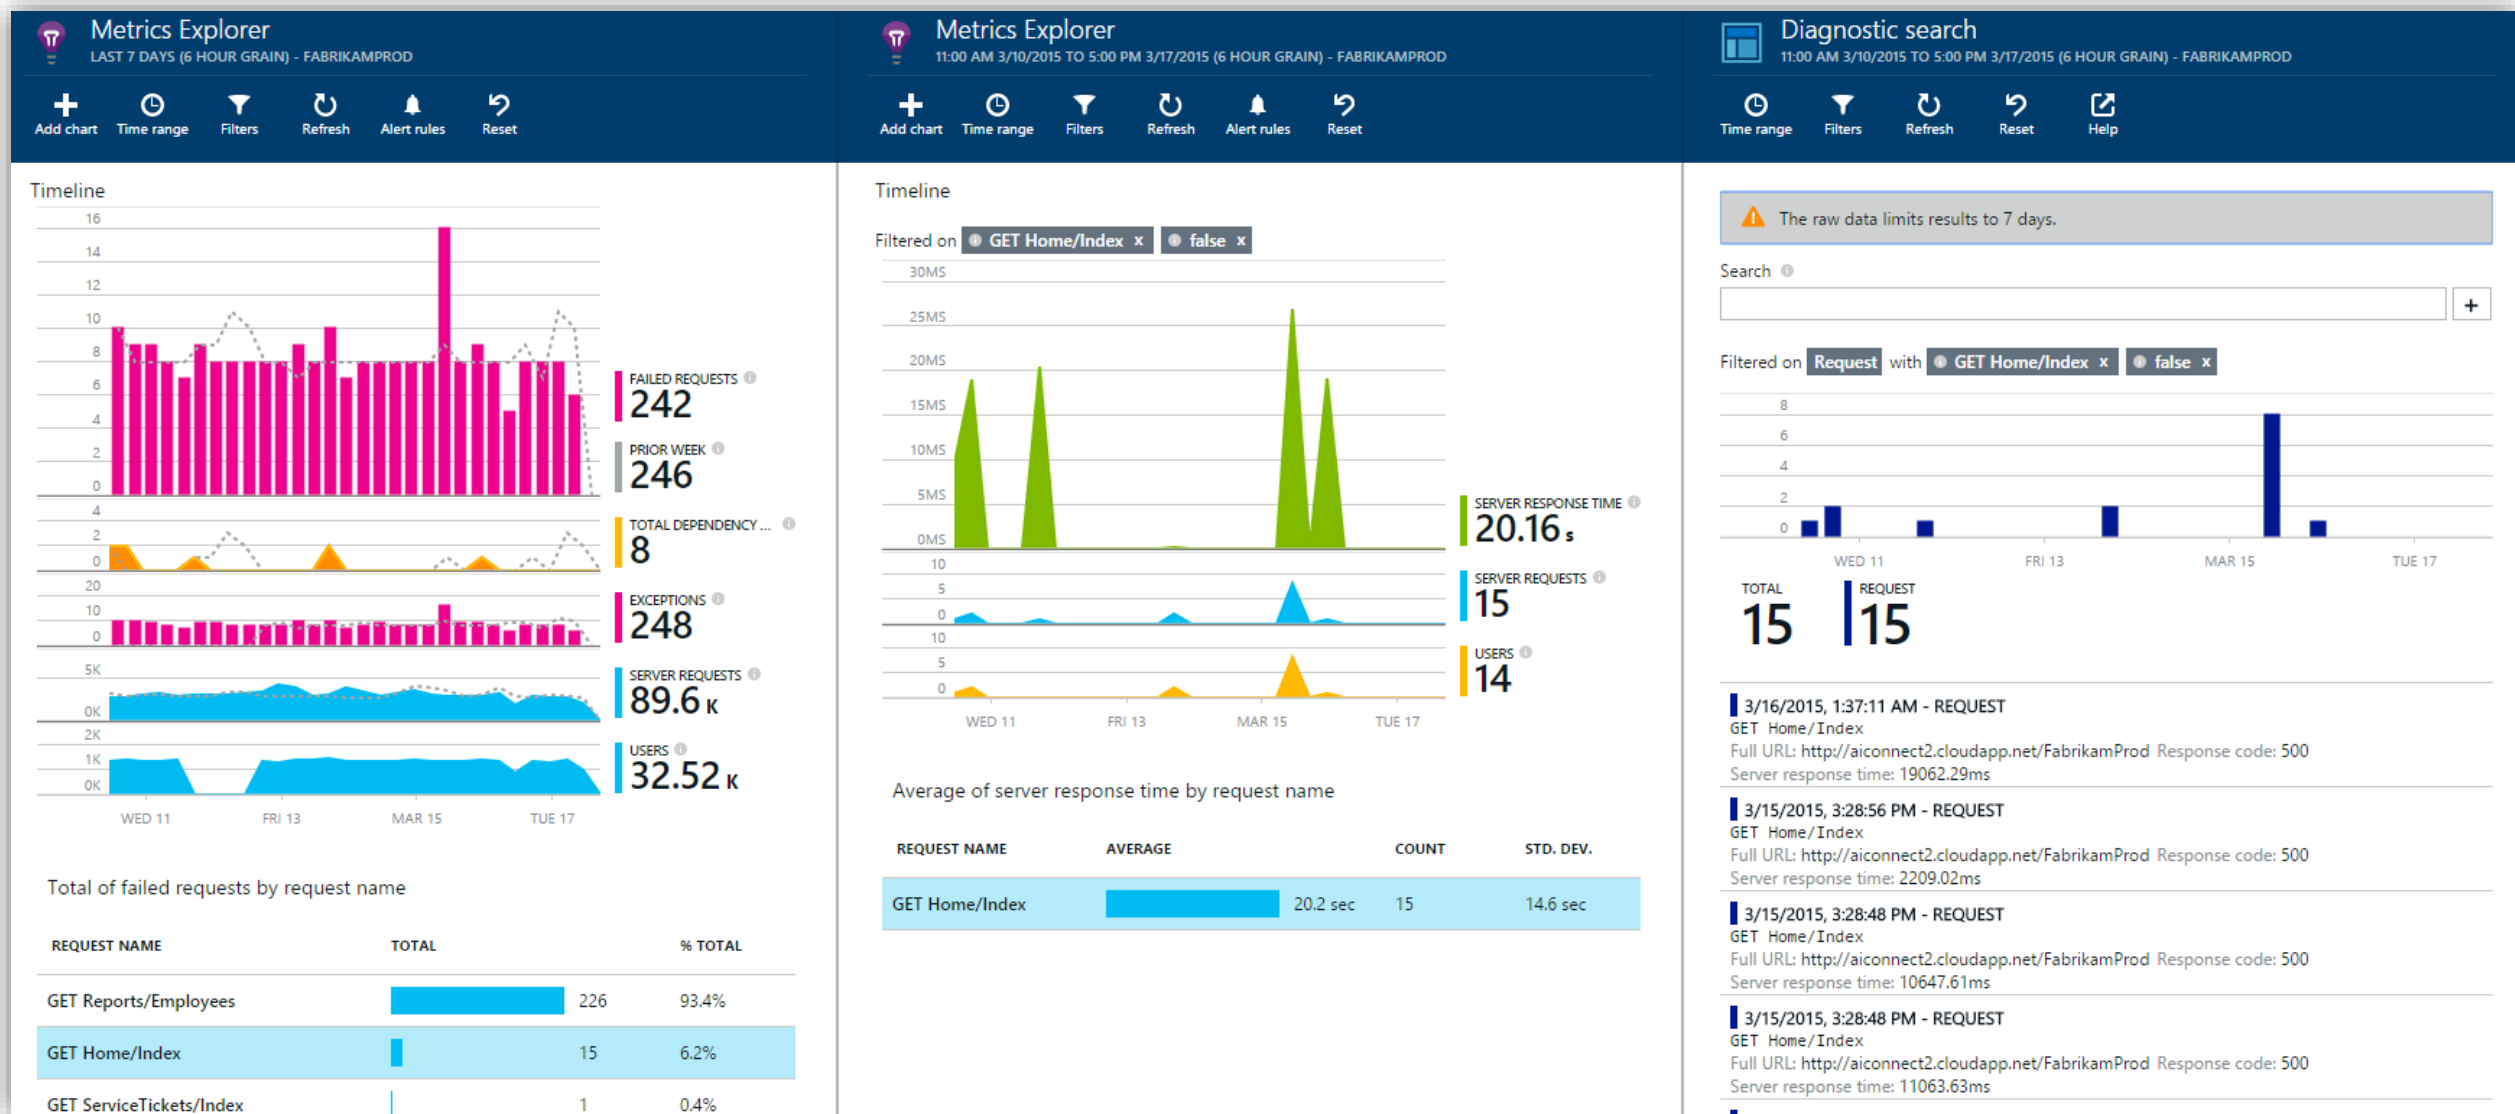 Metrics Explorer
LAST 7 DAYS (6 HOUR GRAIN) - FABRIKAMPROD
Add chart
Time range
Filters
Refresh
Alert rules
Reset
Timeline
16
14
12
10
8
6
4
2
0
FAILED REQUESTS
242
PRIOR WEEK
246
4
2
0
TOTAL DEPENDENCY ...
8
20
10
0
EXCEPTIONS
248
5K
0K
SERVER REQUESTS
89.6 K
2K
1K
0K
USERS
32.52 K
WED 11
FRI 13
MAR 15
TUE 17
Total of failed requests by request name
REQUEST NAME TOTAL % TOTAL
GET Reports/Employees 226 93.4%
GET Home/Index 15 6.2%
GET ServiceTickets/Index 1 0.4%
Metrics Explorer
11:00 AM 3/10/2015 TO 5:00 PM 3/17/2015 (6 HOUR GRAIN) - FABRIKAMPROD
Add chart
Time range
Filters
Refresh
Alert rules
Reset
Timeline
Filtered on GET Home/Index x false x
30MS
25MS
20MS
15MS
10MS
5MS
0MS
SERVER RESPONSE TIME
20.16 s
10
5
0
SERVER REQUESTS
15
10
5
0
USERS
14
WED 11
FRI 13
MAR 15
TUE 17
Average of server response time by request name
REQUEST NAME AVERAGE COUNT STD. DEV.
GET Home/Index 20.2 sec 15 14.6 sec
Diagnostic search
11:00 AM 3/10/2015 TO 5:00 PM 3/17/2015 (6 HOUR GRAIN) - FABRIKAMPROD
Time range
Filters
Refresh
Reset
Help
The raw data limits results to 7 days.
Search
+
Filtered on Request with GET Home/Index x false x
8
6
4
2
0
WED 11
FRI 13
MAR 15
TUE 17
TOTAL
15
REQUEST
15
3/16/2015, 1:37:11 AM - REQUEST
GET Home/Index
Full URL: http://aiconnect2.cloudapp.net/FabrikamProd Response code: 500
Server response time: 19062.29ms
3/15/2015, 3:28:56 PM - REQUEST
GET Home/Index
Full URL: http://aiconnect2.cloudapp.net/FabrikamProd Response code: 500
Server response time: 2209.02ms
3/15/2015, 3:28:48 PM - REQUEST
GET Home/Index
Full URL: http://aiconnect2.cloudapp.net/FabrikamProd Response code: 500
Server response time: 10647.61ms
3/15/2015, 3:28:48 PM - REQUEST
GET Home/Index
Full URL: http://aiconnect2.cloudapp.net/FabrikamProd Response code: 500
Server response time: 11063.63ms